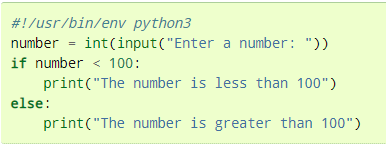 #!/usr/bin/env python3
number = int(input("Enter a number: "))
if number < 100:
    print("The number is less than 100")
else:
    print("The number is greater than 100")